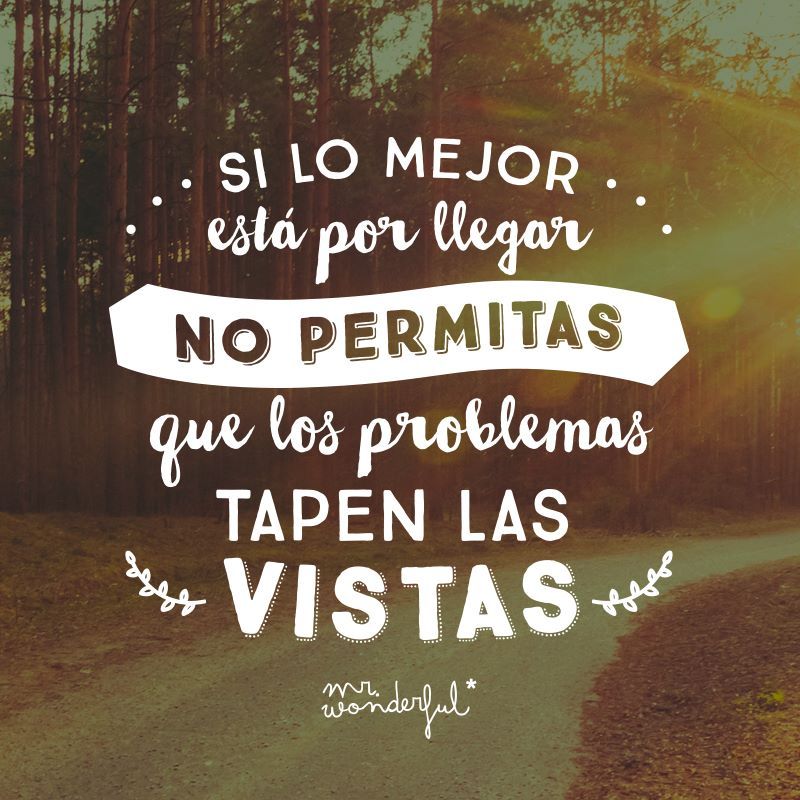 SI LO MEJOR
está por llegar
NO PERMITAS
que los problemas
TAPEN LAS
VISTAS
mr.
wonderful*